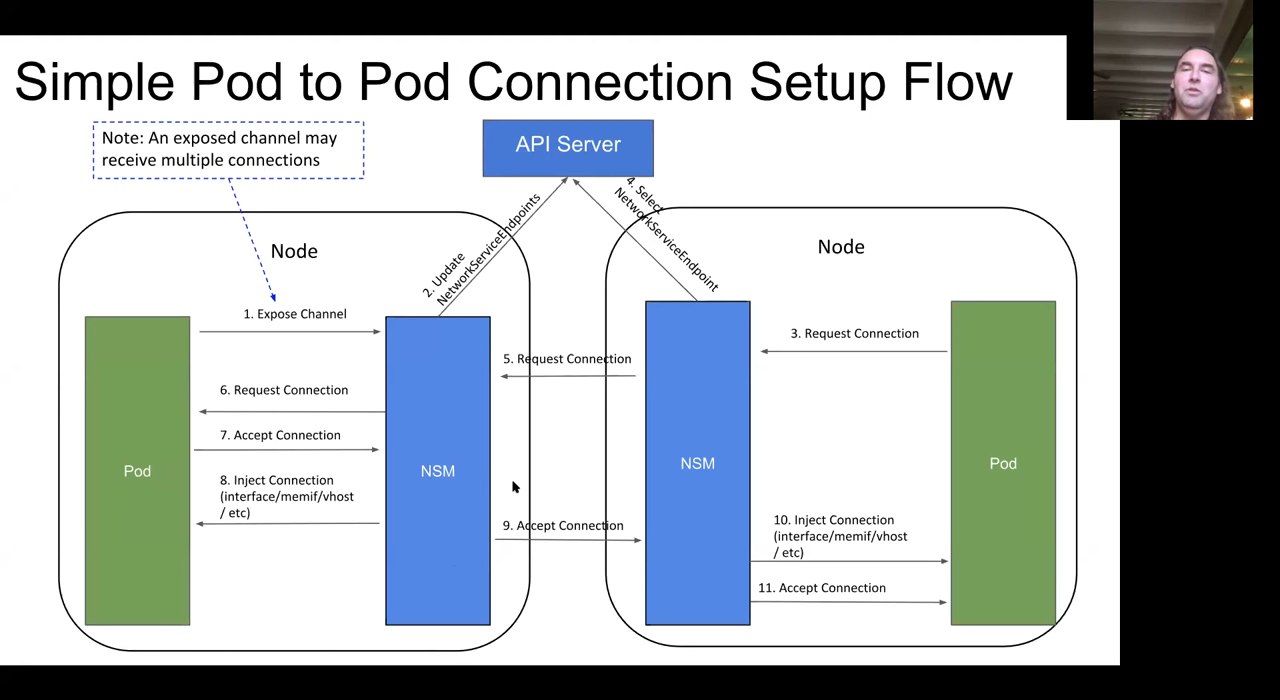 Simple Pod to Pod Connection Setup Flow
Note: An exposed channel may
receive multiple connections
API Server
Node
Node
2. Update
NetworkServiceEndpoints
4. Select
NetworkServiceEndpoint
1. Expose Channel
3. Request Connection
5. Request Connection
6. Request Connection
7. Accept Connection
Pod
NSM
NSM
Pod
8. Inject Connection
(interface/memif/vhost
/ etc)
9. Accept Connection
10. Inject Connection
(interface/memif/vhost
/ etc)
11. Accept Connection